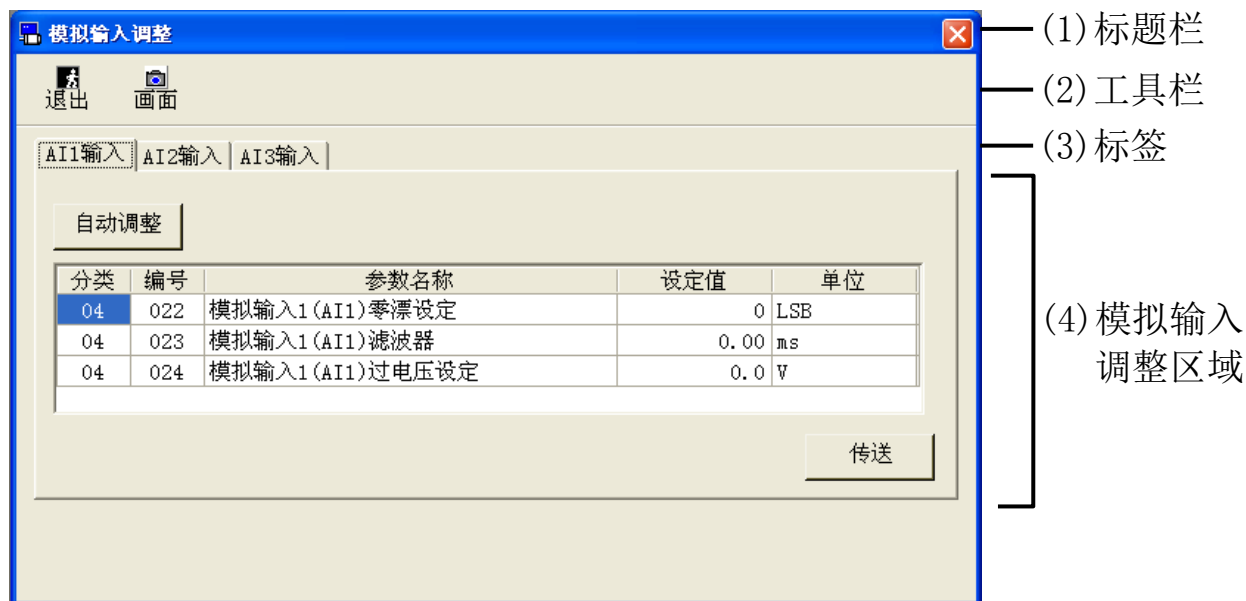 模拟输入调整
(1)标题栏
退出 画面
(2)工具栏
AI1输入 AI2输入 AI3输入
(3)标签
自动调整
分类 编号 参数名称 设定值 单位
04 022 模拟输入1(AI1)零漂设定 0 LSB
04 023 模拟输入1(AI1)滤波器 0.00 ms
04 024 模拟输入1(AI1)过电压设定 0.0 V
(4)模拟输入
调整区域
传送